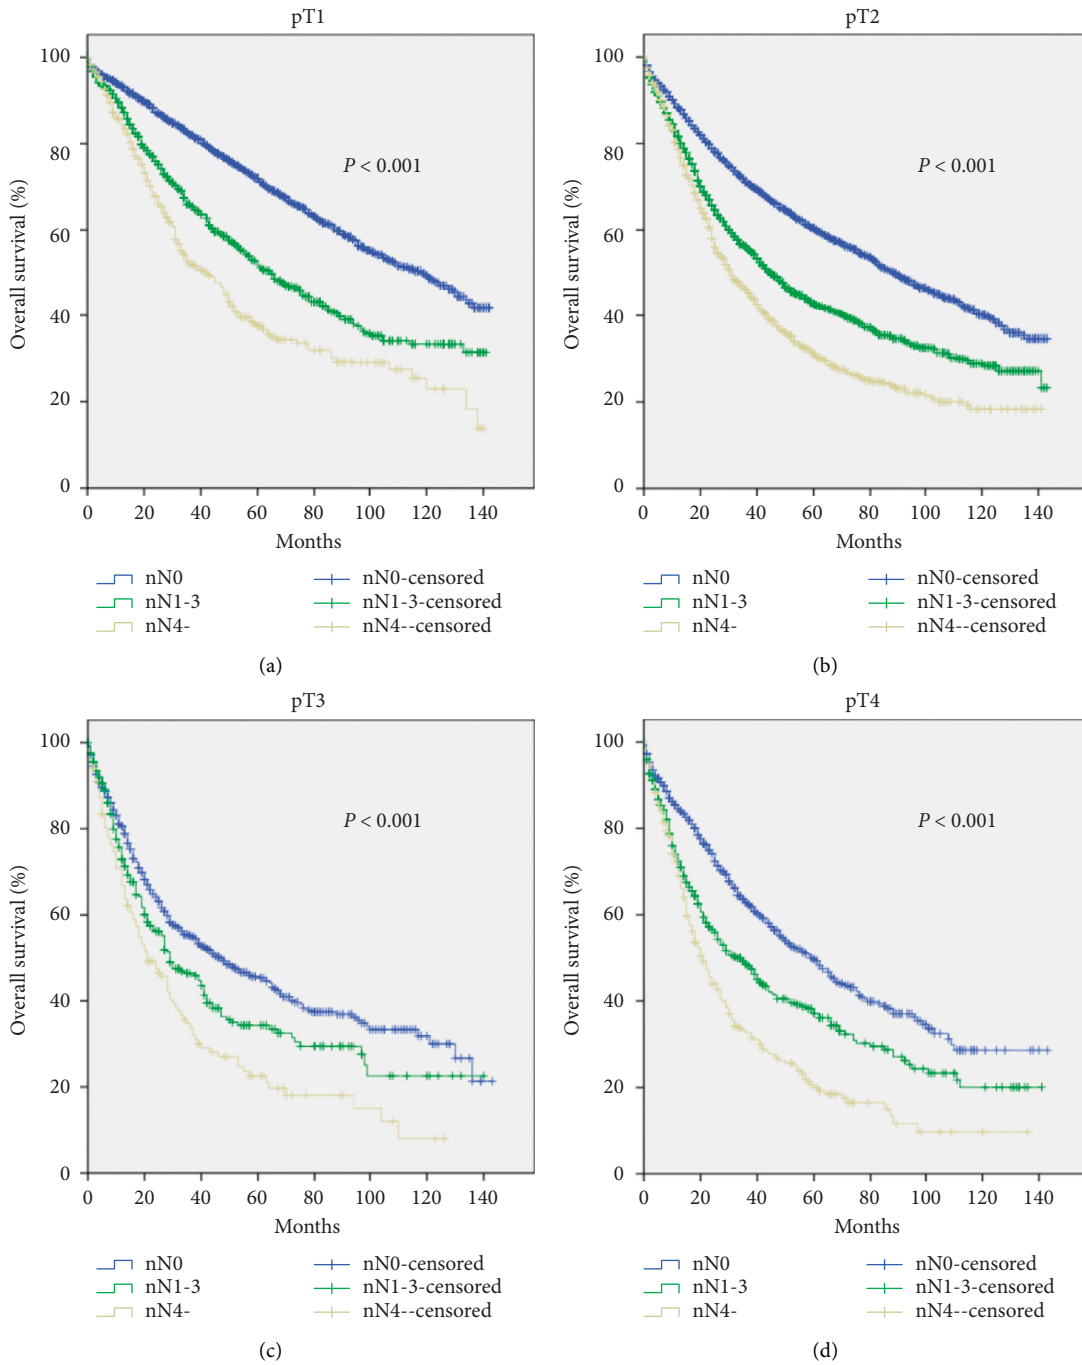 pT1
100
80
60
40
20
0
Overall survival (%)
P < 0.001
0 20 40 60 80 100 120 140
Months
nN0 nN0-censored
nN1-3 nN1-3-censored
nN4- nN4--censored
(a)
pT2
100
80
60
40
20
0
Overall survival (%)
P < 0.001
0 20 40 60 80 100 120 140
Months
nN0 nN0-censored
nN1-3 nN1-3-censored
nN4- nN4--censored
(b)
pT3
100
80
60
40
20
0
Overall survival (%)
P < 0.001
0 20 40 60 80 100 120 140
Months
nN0 nN0-censored
nN1-3 nN1-3-censored
nN4- nN4--censored
(c)
pT4
100
80
60
40
20
0
Overall survival (%)
P < 0.001
0 20 40 60 80 100 120 140
Months
nN0 nN0-censored
nN1-3 nN1-3-censored
nN4- nN4--censored
(d)